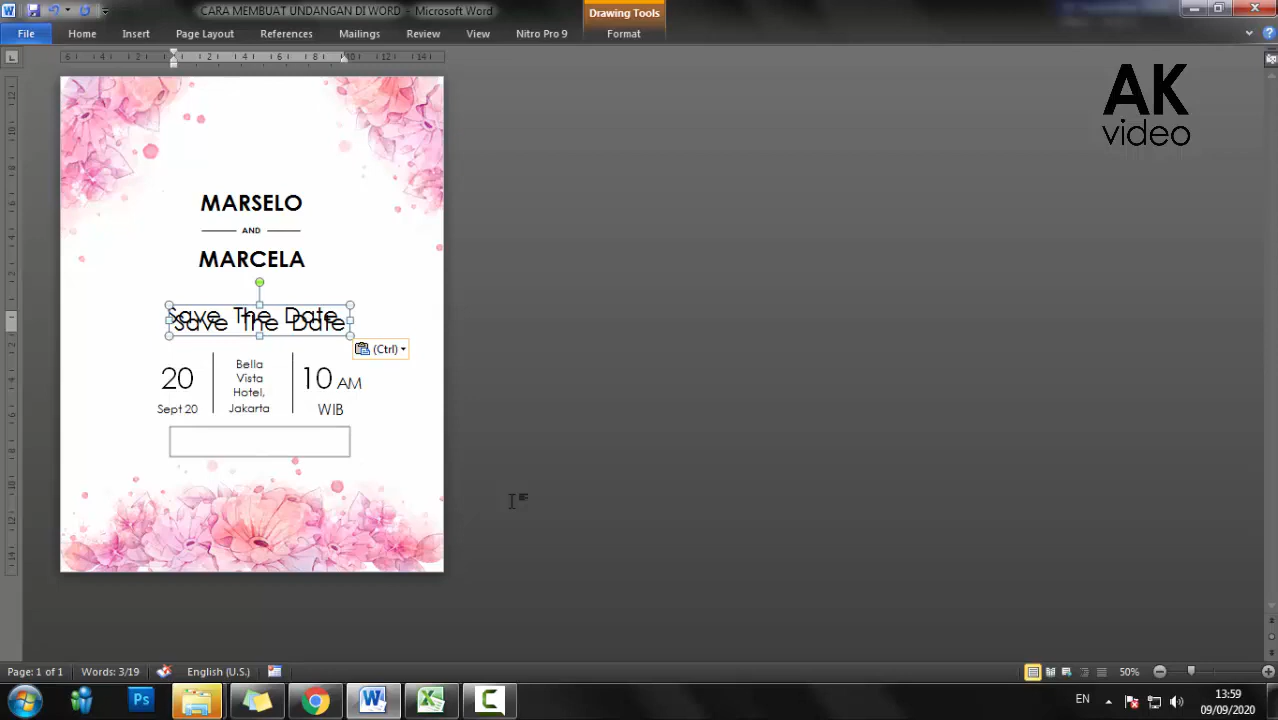 CARA MEMBUAT UNDANGAN DI WORD - Microsoft Word
Drawing Tools
File Home Insert Page Layout References Mailings Review View Nitro Pro 9 Format
AK
video
MARSELO
AND
MARCELA
Save The Date
Save The Date
(Ctrl)
20
Sept 20
Bella
Vista
Hotel,
Jakarta
10 AM
WIB
Page: 1 of 1 Words: 3/19 English (U.S.) 50%
Ps W X C EN 13:59
09/09/2020